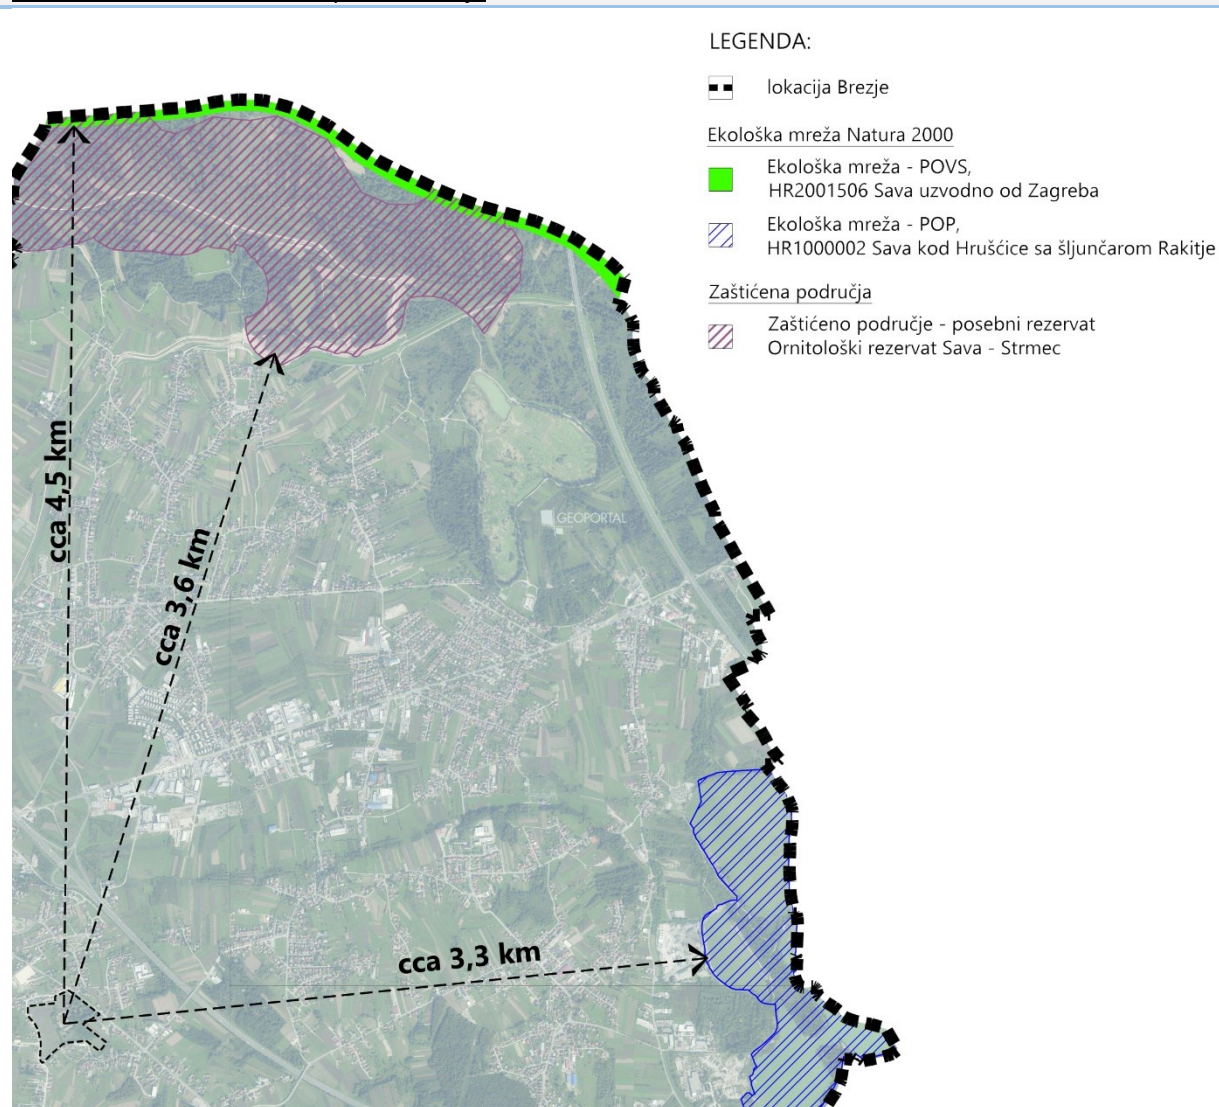 LEGENDA:
lokacija Brezje
Ekološka mreža Natura 2000
Ekološka mreža - POVS,
HR2001506 Sava uzvodno od Zagreba
Ekološka mreža - POP,
HR1000002 Sava kod Hrušćice sa šljunčarom Rakitje
Zaštićena područja
Zaštićeno područje - posebni rezervat
Ornitološki rezervat Sava - Strmec
cca 4,5 km
cca 3,6 km
GEOPORTAL
cca 3,3 km